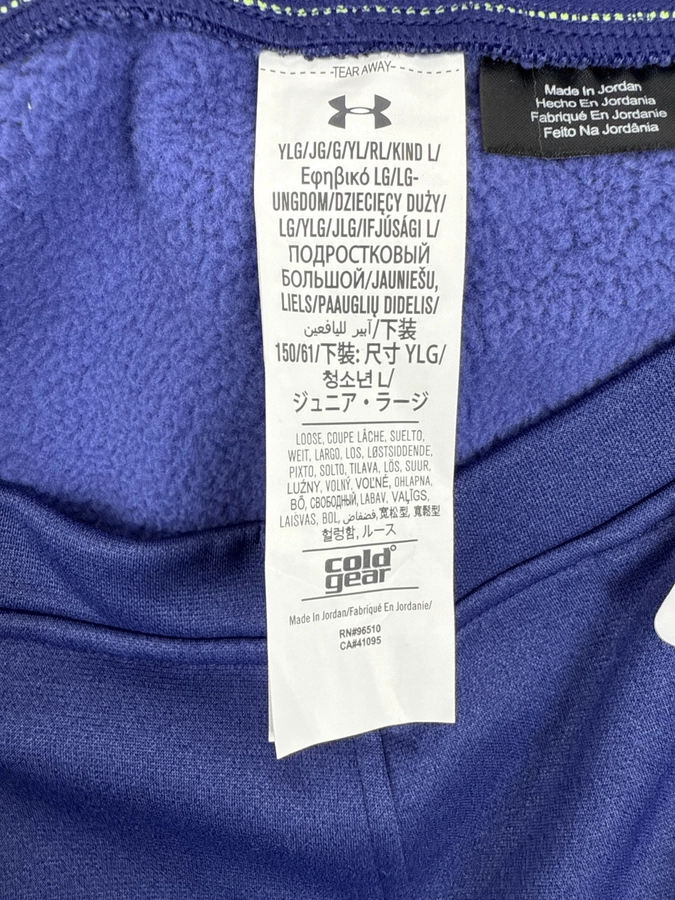 -TEAR AWAY-
YLG/JG/G/YL/RL/KIND L/
Εφηβικό LG/LG-
UNGDOM/DZIECIĘCY DUŻY/
LG/YLG/JLG/IFJÚSÁGI L/
ПОДРОСТКОВЫЙ
БОЛЬШОЙ/JAUNIEŠU,
LIELS/PAAUGLIŲ DIDELIS/
آبير لليافعين/下装
150/61/下裝: 尺寸 YLG/
청소년 L/
ジュニア・ラージ
LOOSE, COUPE LÂCHE, SUELTO,
WEIT, LARGO, LOS, LØSTSIDDENDE,
PIXTO, SOLTO, TILAVA, LÖS. SUUR,
LUŹNY, VOLNÝ, VOĽNÉ, OHLAPNA,
BŐ, СВОБОДНЫЙ, LABAV, VALĪGS,
LAISVAS, BOL, فضفاض, 宽松型, 寬鬆型
헐렁함, ルース
cold
gear
Made In Jordan/Fabriqué En Jordanie/
RN#96510
CA#41095
Made In Jordan
Hecho En Jordania
Fabriqué En Jordanie
Feito Na Jordânia